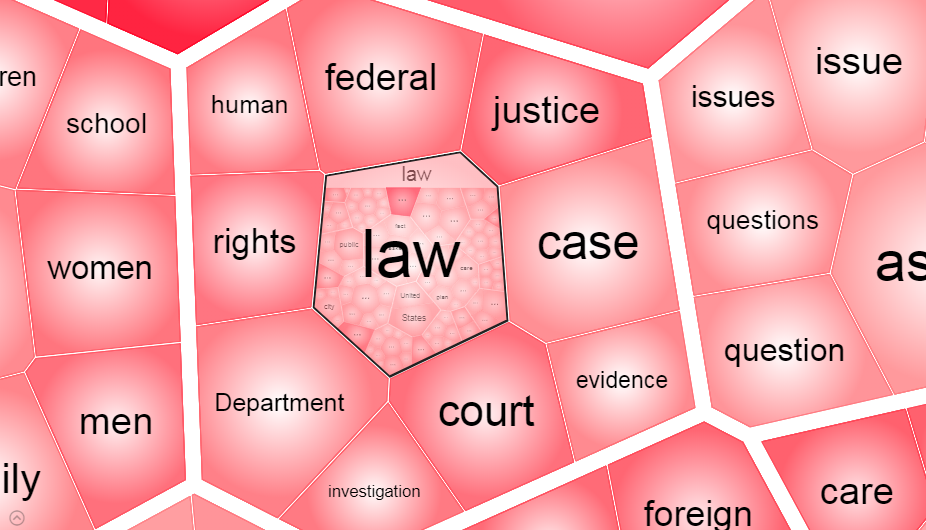 ren
school
women
men
ily
human
federal
justice
rights
law
law
fact
public
care
United
plan
city
States
case
Department
court
evidence
investigation
issues
issue
questions
as
question
foreign
care